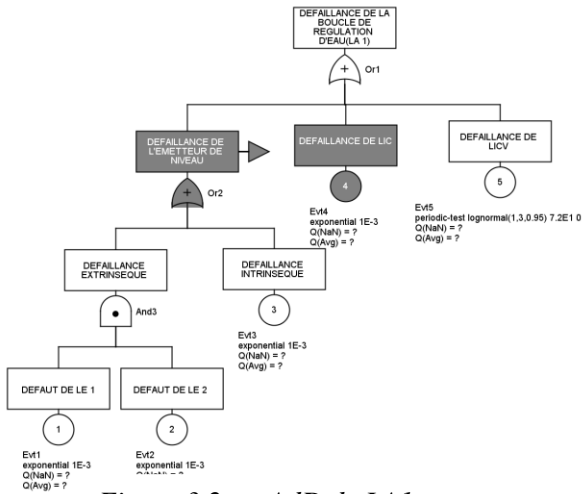 DEFAILLANCE DE LA
BOUCLE DE
REGULATION
D'EAU(LA 1)
+
Or1
DEFAILLANCE DE
L'EMETTEUR DE
NIVEAU
DEFAILLANCE DE LIC
DEFAILLANCE DE
LICV
+
Or2
4
5
Evt4
exponential 1E-3
Q(NaN) = ?
Q(Avg) = ?
Evt5
periodic-test lognormal(1,3,0.95) 7.2E1 0
Q(NaN) = ?
Q(Avg) = ?
DEFAILLANCE
EXTRINSEQUE
DEFAILLANCE
INTRINSEQUE
And3
3
Evt3
exponential 1E-3
Q(NaN) = ?
Q(Avg) = ?
DEFAUT DE LE 1
DEFAUT DE LE 2
1
2
Evt1
exponential 1E-3
Q(NaN) = ?
Q(Avg) = ?
Evt2
exponential 1E-3
Q(NaN) = ?